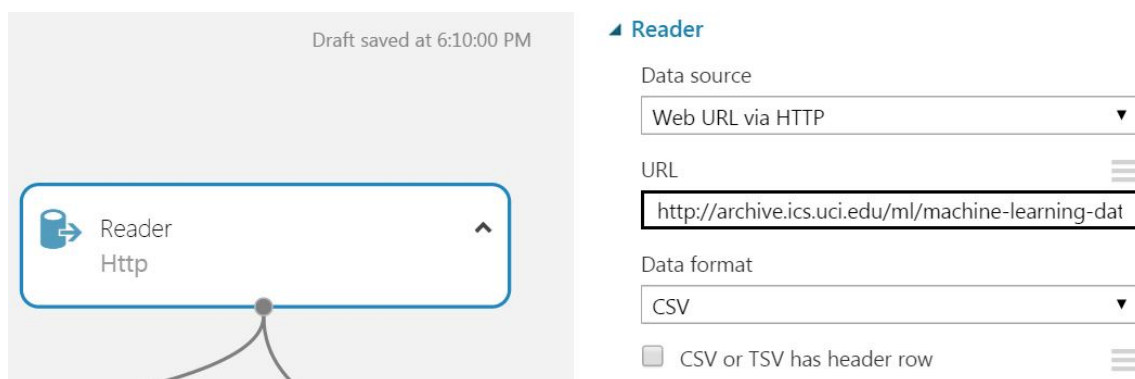 Draft saved at 6:10:00 PM
Reader
Http
Reader
Data source
Web URL via HTTP
URL
http://archive.ics.uci.edu/ml/machine-learning-dat
Data format
CSV
CSV or TSV has header row